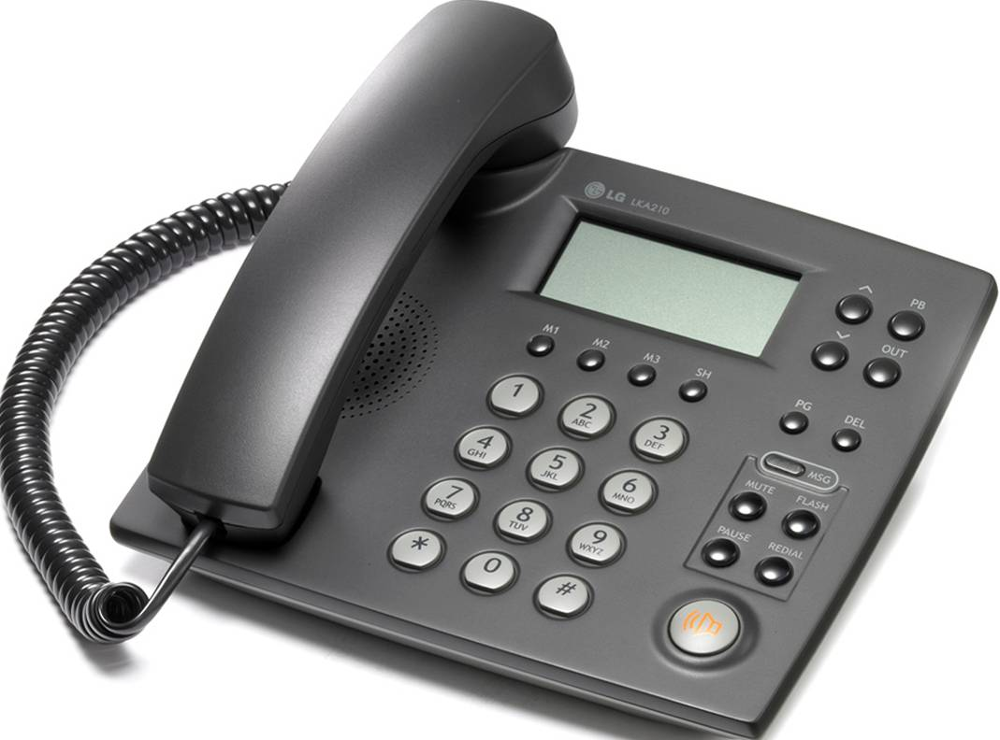 LG LKA210
PB
OUT
M1 M2 M3 SH
PG DEL
1
2 ABC
3 DEF
4 GHI
5 JKL
6 MNO
7 PQRS
8 TUV
9 WXYZ
*
0
#
MSG
MUTE FLASH
PAUSE REDIAL